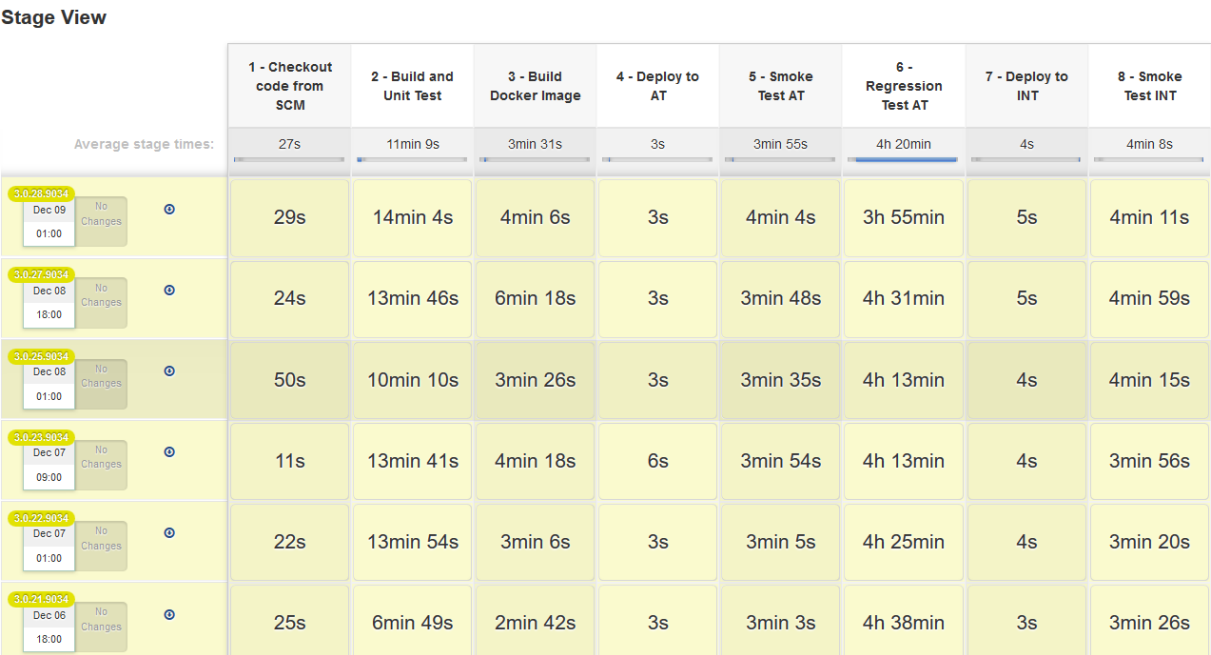 Stage View
1 - Checkout
code from
SCM
2 - Build and
Unit Test
3 - Build
Docker Image
4 - Deploy to
AT
5 - Smoke
Test AT
6 -
Regression
Test AT
7 - Deploy to
INT
8 - Smoke
Test INT
Average stage times:
27s
11min 9s
3min 31s
3s
3min 55s
4h 20min
4s
4min 8s
3.0.28.9034
Dec 09
01:00
No
Changes
29s
14min 4s
4min 6s
3s
4min 4s
3h 55min
5s
4min 11s
3.0.27.9034
Dec 08
18:00
No
Changes
24s
13min 46s
6min 18s
3s
3min 48s
4h 31min
5s
4min 59s
3.0.25.9034
Dec 08
01:00
No
Changes
50s
10min 10s
3min 26s
3s
3min 35s
4h 13min
4s
4min 15s
3.0.23.9034
Dec 07
09:00
No
Changes
11s
13min 41s
4min 18s
6s
3min 54s
4h 13min
4s
3min 56s
3.0.22.9034
Dec 07
01:00
No
Changes
22s
13min 54s
3min 6s
3s
3min 5s
4h 25min
4s
3min 20s
3.0.21.9034
Dec 06
18:00
No
Changes
25s
6min 49s
2min 42s
3s
3min 3s
4h 38min
3s
3min 26s